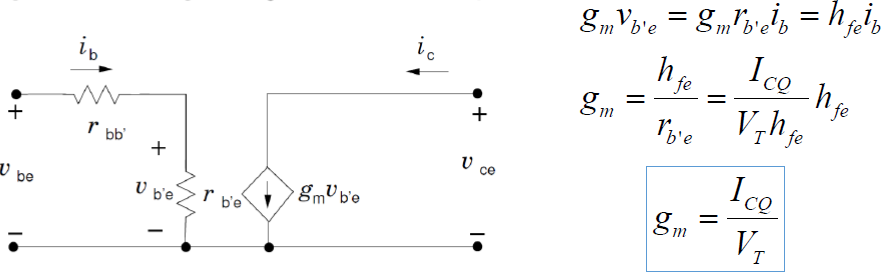 i_b
i_c
+
r_bb'
+
+
v_be
v_b'e
r_b'e
g_m v_b'e
v_ce
−
−
−
g_m v_b'e = g_m r_b'e i_b = h_fe i_b
g_m = h_fe / r_b'e = I_CQ / (V_T h_fe) h_fe
g_m = I_CQ / V_T